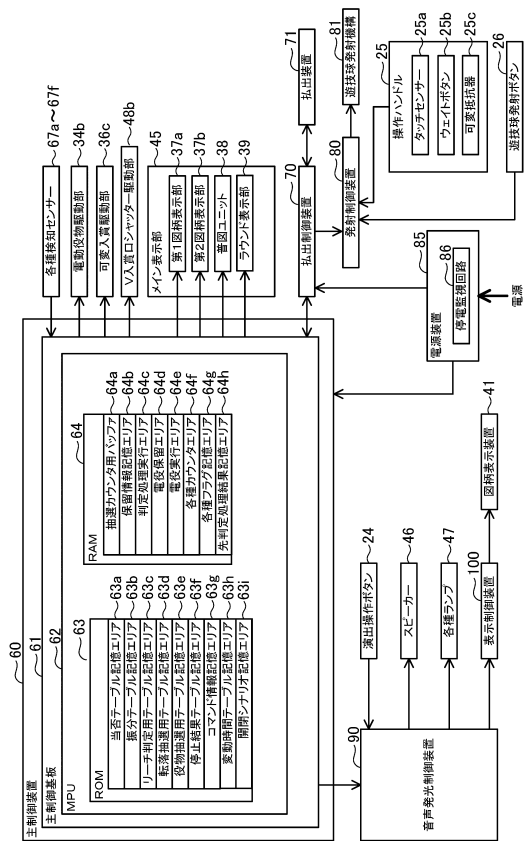 60
主制御装置
61
主制御基板
62
MPU
63
ROM
当否テーブル記憶エリア
63a
振分テーブル記憶エリア
63b
リーチ判定用テーブル記憶エリア
63c
転落抽選用テーブル記憶エリア
63d
役物抽選用テーブル記憶エリア
63e
停止結果テーブル記憶エリア
63f
コマンド情報記憶エリア
63g
変動時間テーブル記憶エリア
63h
開閉シナリオ記憶エリア
63i
64
RAM
抽選カウンタ用バッファ
64a
保留情報記憶エリア
64b
判定処理実行エリア
64c
電役保留エリア
64d
電役実行エリア
64e
各種カウンタエリア
64f
各種フラグ記憶エリア
64g
先判定処理結果記憶エリア
64h
各種検知センサー
67a〜67f
電動役物駆動部
34b
可変入賞駆動部
36c
V入賞口シャッター駆動部
48b
メイン表示部
45
第1図柄表示部
37a
第2図柄表示部
37b
普図ユニット
38
ラウンド表示部
39
払出制御装置
70
払出装置
71
発射制御装置
80
遊技球発射機構
81
操作ハンドル
25
タッチセンサー
25a
ウェイトボタン
25b
可変抵抗器
25c
遊技球発射ボタン
26
電源装置
85
停電監視回路
86
電源
音声発光制御装置
90
演出操作ボタン
24
スピーカー
46
各種ランプ
47
表示制御装置
100
図柄表示装置
41